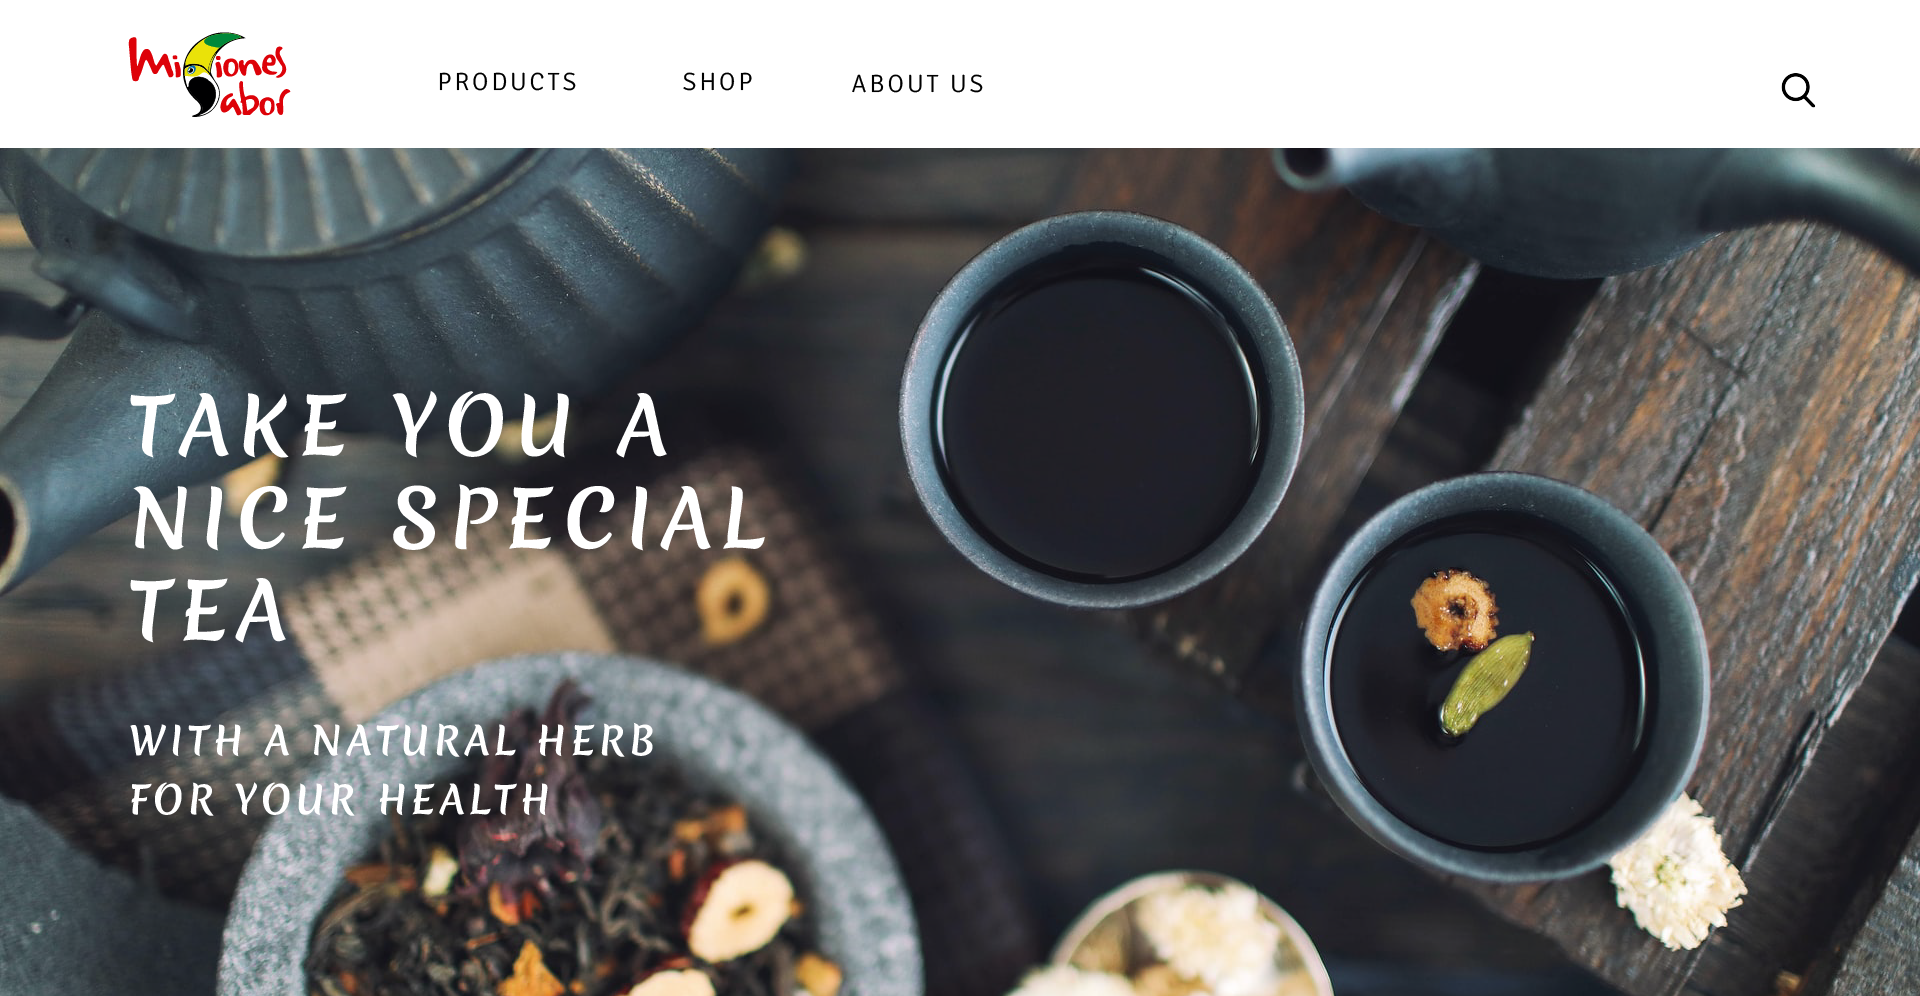 Misiones
Sabor
PRODUCTS
SHOP
ABOUT US
TAKE YOU A
NICE SPECIAL
TEA
WITH A NATURAL HERB
FOR YOUR HEALTH